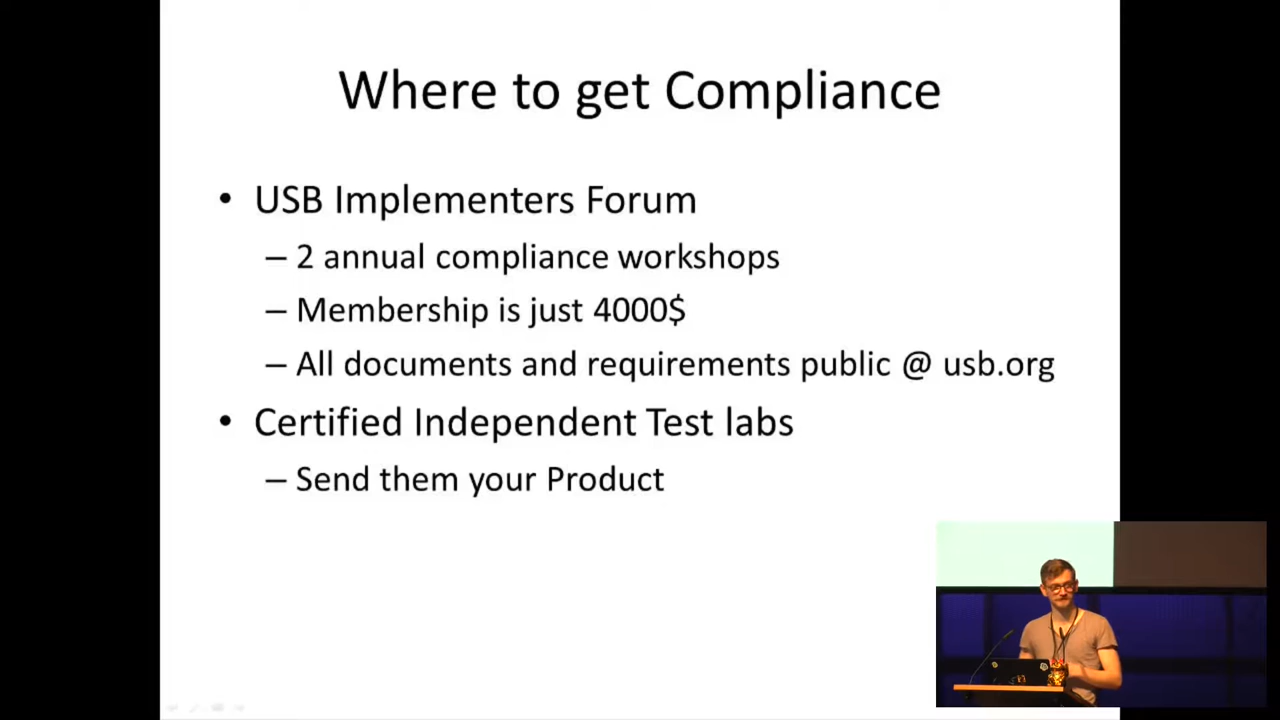 Where to get Compliance
• USB Implementers Forum
– 2 annual compliance workshops
– Membership is just 4000$
– All documents and requirements public @ usb.org
• Certified Independent Test labs
– Send them your Product